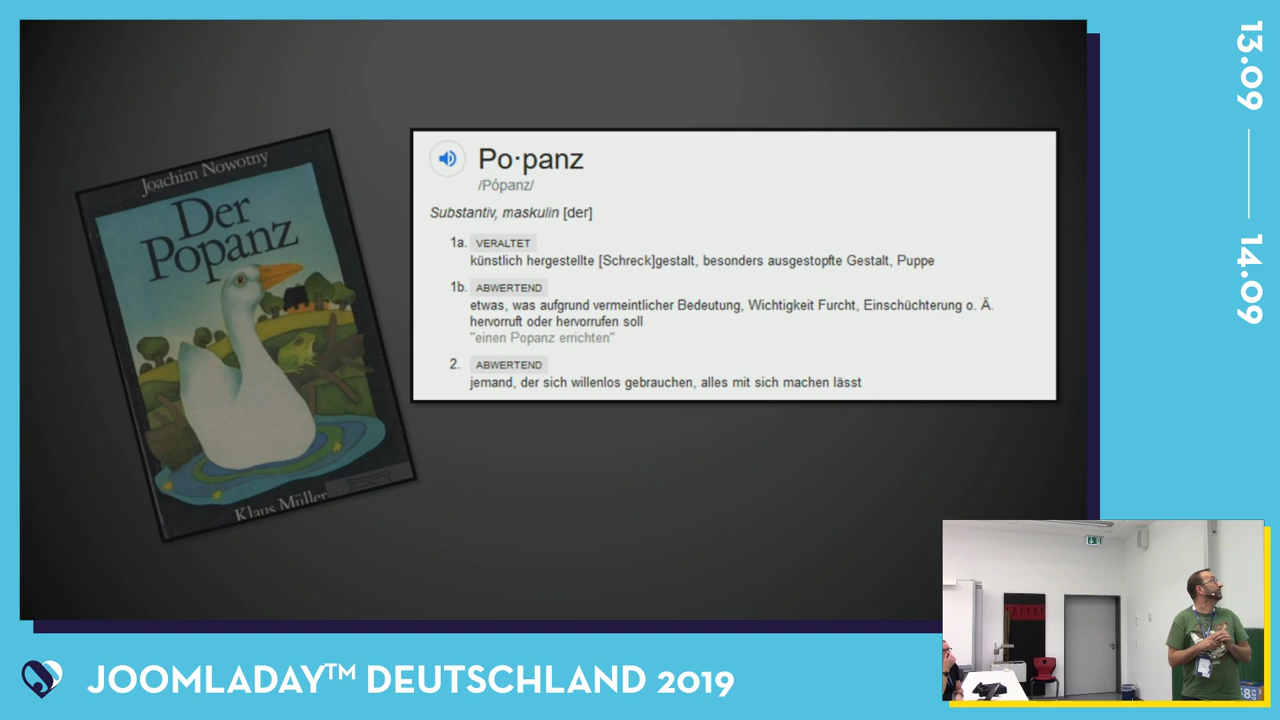 Joachim Nowotny
Der
Popanz
Klaus Müller
Po·panz
/Pópanz/
Substantiv, maskulin [der]
1a. VERALTET
künstlich hergestellte [Schreck]gestalt, besonders ausgestopfte Gestalt, Puppe
1b. ABWERTEND
etwas, was aufgrund vermeintlicher Bedeutung, Wichtigkeit Furcht, Einschüchterung o. Ä.
hervorruft oder hervorrufen soll
"einen Popanz errichten"
2. ABWERTEND
jemand, der sich willenlos gebrauchen, alles mit sich machen lässt
13.09
14.09
JOOMLADAY™ DEUTSCHLAND 2019